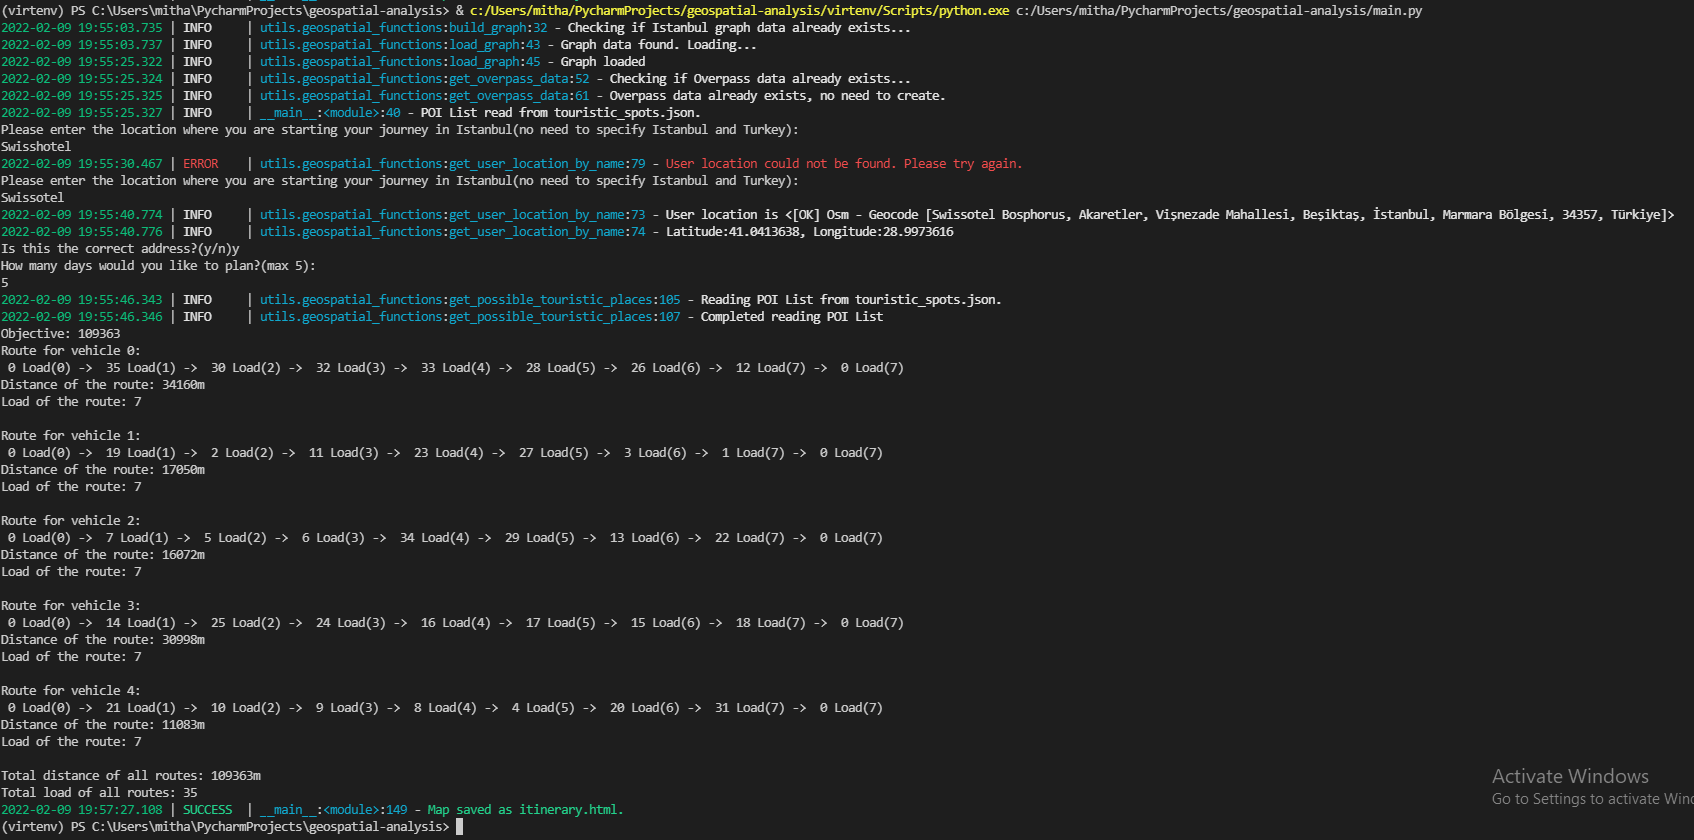 (virtenv) PS C:\Users\mitha\PycharmProjects\geospatial-analysis> & c:/Users/mitha/PycharmProjects/geospatial-analysis/virtenv/Scripts/python.exe c:/Users/mitha/PycharmProjects/geospatial-analysis/main.py
2022-02-09 19:55:03.735 | INFO     | utils.geospatial_functions:build_graph:32 - Checking if Istanbul graph data already exists...
2022-02-09 19:55:03.737 | INFO     | utils.geospatial_functions:load_graph:43 - Graph data found. Loading...
2022-02-09 19:55:25.322 | INFO     | utils.geospatial_functions:load_graph:45 - Graph loaded
2022-02-09 19:55:25.324 | INFO     | utils.geospatial_functions:get_overpass_data:52 - Checking if Overpass data already exists...
2022-02-09 19:55:25.325 | INFO     | utils.geospatial_functions:get_overpass_data:61 - Overpass data already exists, no need to create.
2022-02-09 19:55:25.327 | INFO     | __main__:<module>:40 - POI List read from touristic_spots.json.
Please enter the location where you are starting your journey in Istanbul(no need to specify Istanbul and Turkey):
Swisshotel
2022-02-09 19:55:30.467 | ERROR    | utils.geospatial_functions:get_user_location_by_name:79 - User location could not be found. Please try again.
Please enter the location where you are starting your journey in Istanbul(no need to specify Istanbul and Turkey):
Swissotel
2022-02-09 19:55:40.774 | INFO     | utils.geospatial_functions:get_user_location_by_name:73 - User location is <[OK] Osm - Geocode [Swissotel Bosphorus, Akaretler, Vişnezade Mahallesi, Beşiktaş, İstanbul, Marmara Bölgesi, 34357, Türkiye]>
2022-02-09 19:55:40.776 | INFO     | utils.geospatial_functions:get_user_location_by_name:74 - Latitude:41.0413638, Longitude:28.9973616
Is this the correct address?(y/n)y
How many days would you like to plan?(max 5):
5
2022-02-09 19:55:46.343 | INFO     | utils.geospatial_functions:get_possible_touristic_places:105 - Reading POI List from touristic_spots.json.
2022-02-09 19:55:46.346 | INFO     | utils.geospatial_functions:get_possible_touristic_places:107 - Completed reading POI List
Objective: 109363
Route for vehicle 0:
 0 Load(0) ->  35 Load(1) ->  30 Load(2) ->  32 Load(3) ->  33 Load(4) ->  28 Load(5) ->  26 Load(6) ->  12 Load(7) ->  0 Load(7)
Distance of the route: 34160m
Load of the route: 7

Route for vehicle 1:
 0 Load(0) ->  19 Load(1) ->  2 Load(2) ->  11 Load(3) ->  23 Load(4) ->  27 Load(5) ->  3 Load(6) ->  1 Load(7) ->  0 Load(7)
Distance of the route: 17050m
Load of the route: 7

Route for vehicle 2:
 0 Load(0) ->  7 Load(1) ->  5 Load(2) ->  6 Load(3) ->  34 Load(4) ->  29 Load(5) ->  13 Load(6) ->  22 Load(7) ->  0 Load(7)
Distance of the route: 16072m
Load of the route: 7

Route for vehicle 3:
 0 Load(0) ->  14 Load(1) ->  25 Load(2) ->  24 Load(3) ->  16 Load(4) ->  17 Load(5) ->  15 Load(6) ->  18 Load(7) ->  0 Load(7)
Distance of the route: 30998m
Load of the route: 7

Route for vehicle 4:
 0 Load(0) ->  21 Load(1) ->  10 Load(2) ->  9 Load(3) ->  8 Load(4) ->  4 Load(5) ->  20 Load(6) ->  31 Load(7) ->  0 Load(7)
Distance of the route: 11083m
Load of the route: 7

Total distance of all routes: 109363m
Total load of all routes: 35
2022-02-09 19:57:27.108 | SUCCESS  | __main__:<module>:149 - Map saved as itinerary.html.
(virtenv) PS C:\Users\mitha\PycharmProjects\geospatial-analysis>
Activate Windows
Go to Settings to activate Win